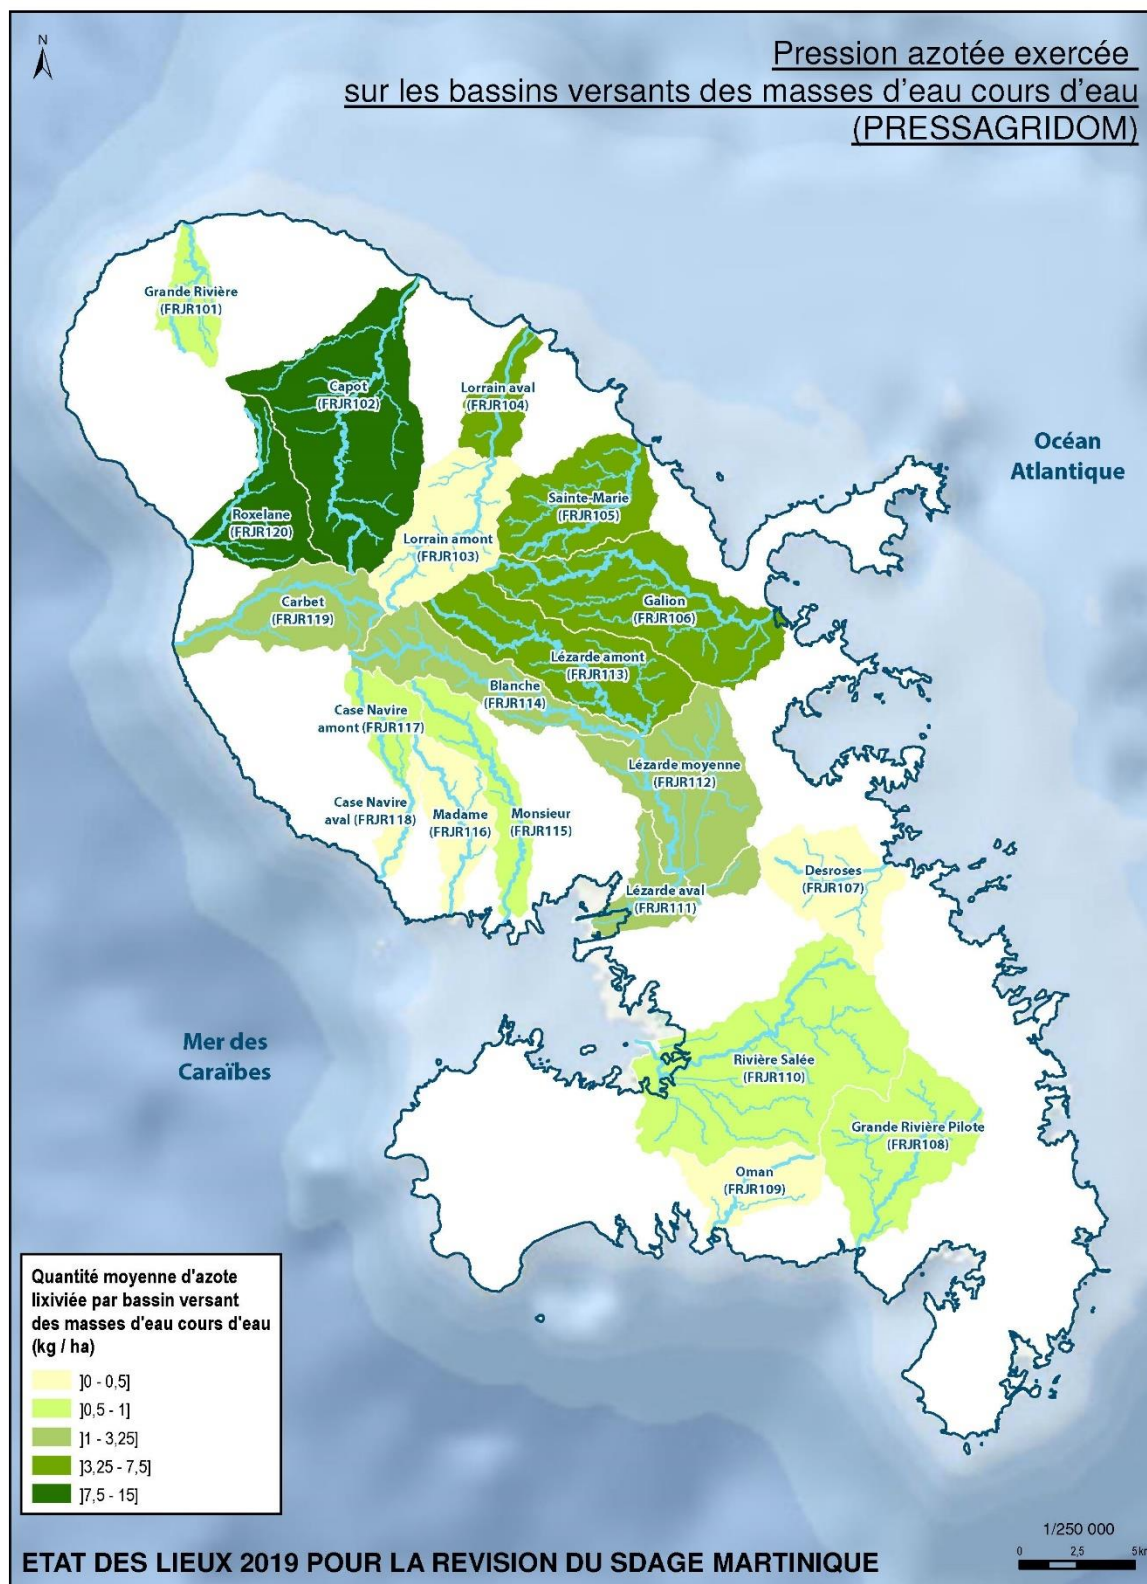 N
Pression azotée exercée
sur les bassins versants des masses d'eau cours d'eau
(PRESSAGRIDOM)
Grande Rivière
(FRJR101)
Capot
(FRJR102)
Lorrain aval
(FRJR104)
Océan
Atlantique
Sainte-Marie
(FRJR105)
Roxelane
(FRJR120)
Lorrain amont
(FRJR103)
Carbet
(FRJR119)
Galion
(FRJR106)
Lézarde amont
(FRJR113)
Blanche
(FRJR114)
Case Navire
amont (FRJR117)
Lézarde moyenne
(FRJR112)
Case Navire
aval (FRJR118)
Madame
(FRJR116)
Monsieur
(FRJR115)
Desroses
(FRJR107)
Lézarde aval
(FRJR111)
Mer des
Caraïbes
Rivière Salée
(FRJR110)
Grande Rivière Pilote
(FRJR108)
Oman
(FRJR109)
Quantité moyenne d'azote
lixiviée par bassin versant
des masses d'eau cours d'eau
(kg / ha)
]0 - 0,5]
]0,5 - 1]
]1 - 3,25]
]3,25 - 7,5]
]7,5 - 15]
1/250 000
0 2,5 5km
ETAT DES LIEUX 2019 POUR LA REVISION DU SDAGE MARTINIQUE